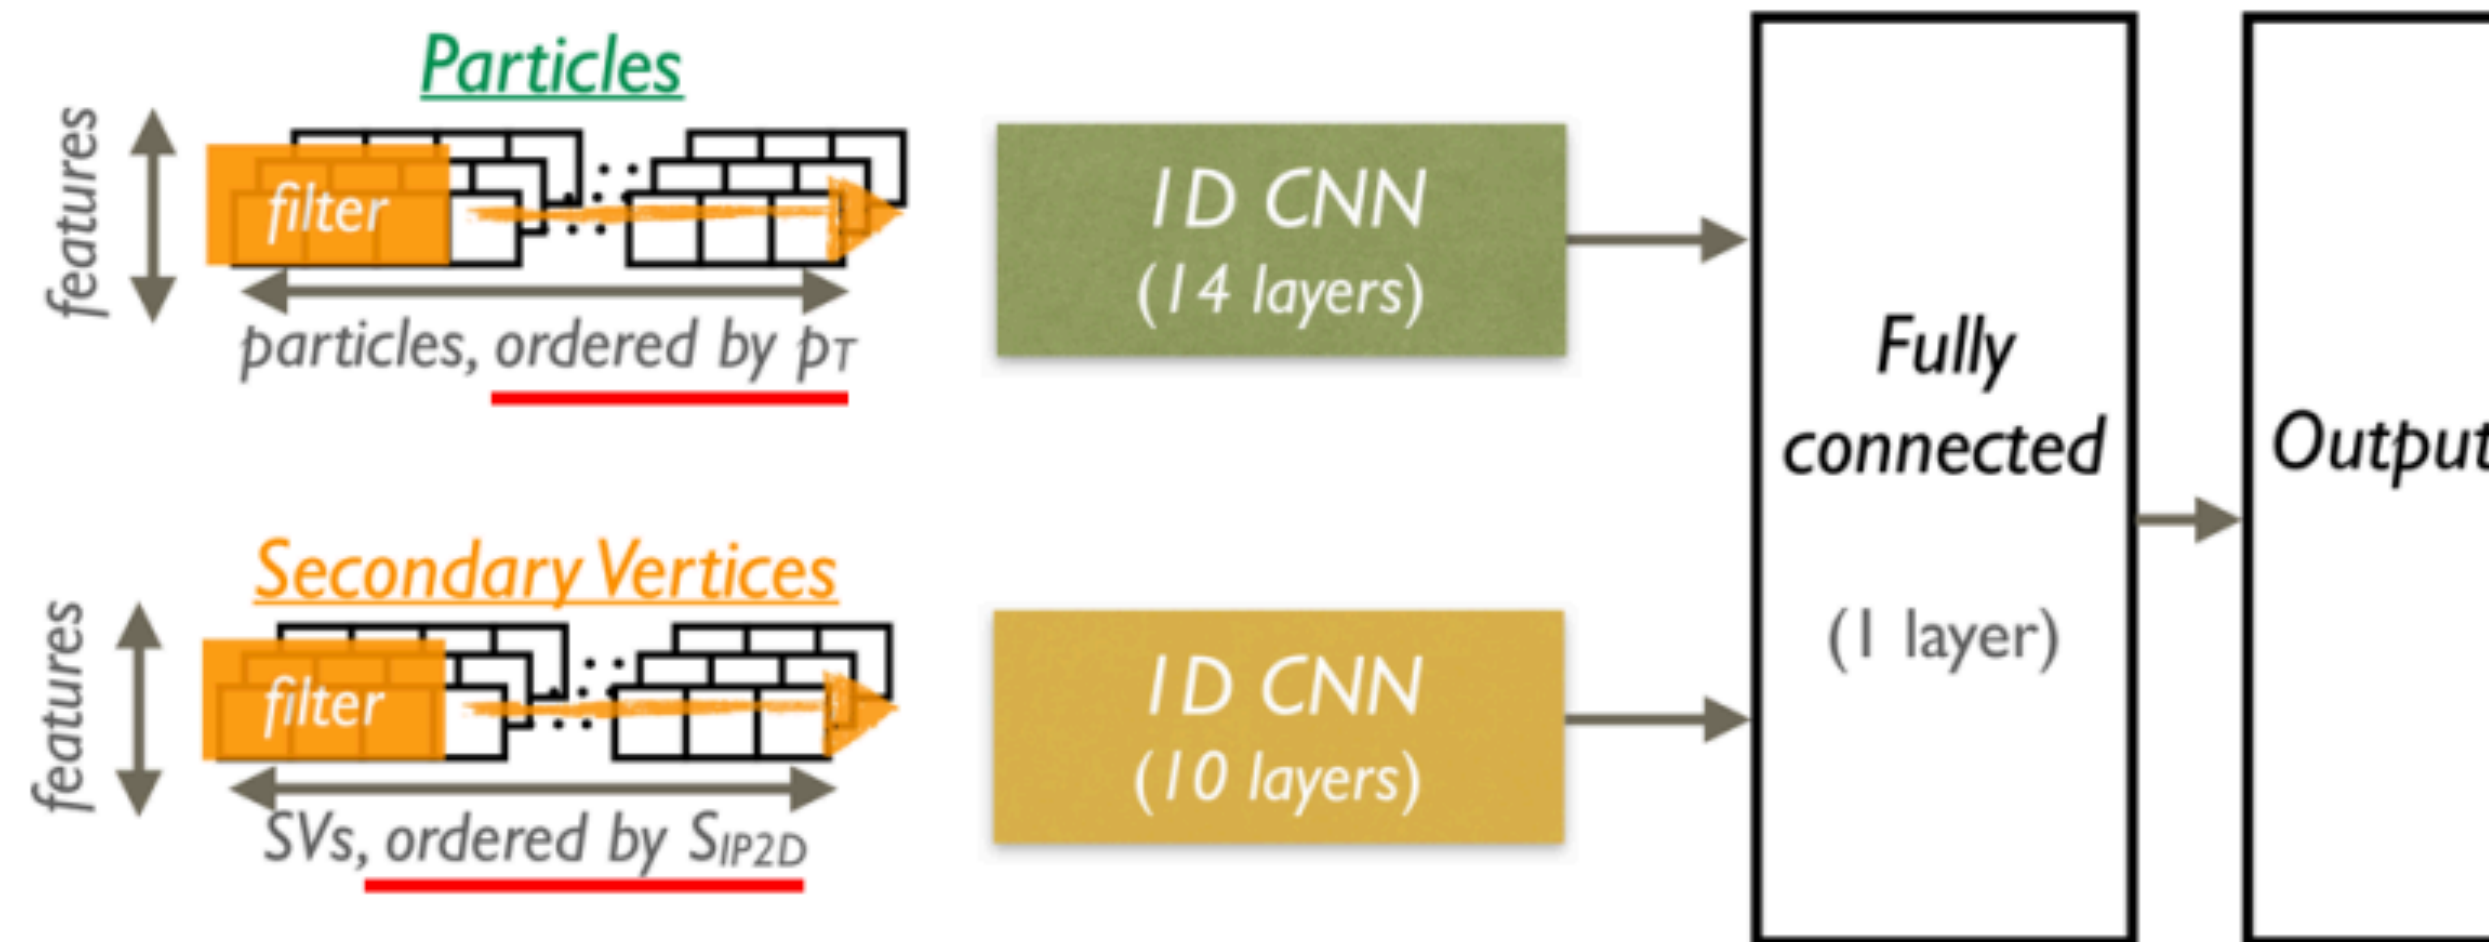 Particles
features
filter
particles, ordered by pT
1D CNN
(14 layers)
Secondary Vertices
features
filter
SVs, ordered by SIP2D
1D CNN
(10 layers)
Fully
connected
(1 layer)
Output